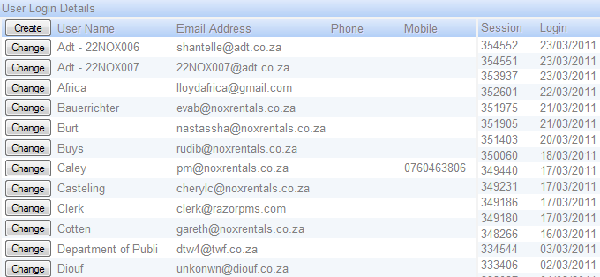 User Login Details
Create User Name Email Address Phone Mobile
Change Adt - 22NOX006 shantelle@adt.co.za
Change Adt - 22NOX007 22NOX007@adt.co.za
Change Africa lloydafrica@gmail.com
Change Bauerrichter evab@noxrentals.co.za
Change Burt nastassha@noxrentals.co.za
Change Buys rudib@noxrentals.co.za
Change Caley pm@noxrentals.co.za 0760463806
Change Casteling cherylc@noxrentals.co.za
Change Clerk clerk@razorpms.com
Change Cotten gareth@noxrentals.co.za
Change Department of Publi dtw4@twf.co.za
Change Diouf unkonwn@diouf.co.za
Session Login
354552 23/03/2011
354551 23/03/2011
353937 23/03/2011
352601 22/03/2011
351975 21/03/2011
351905 21/03/2011
351403 20/03/2011
350060 18/03/2011
349440 17/03/2011
349231 17/03/2011
349186 17/03/2011
349180 17/03/2011
348266 16/03/2011
334544 03/03/2011
333406 02/03/2011